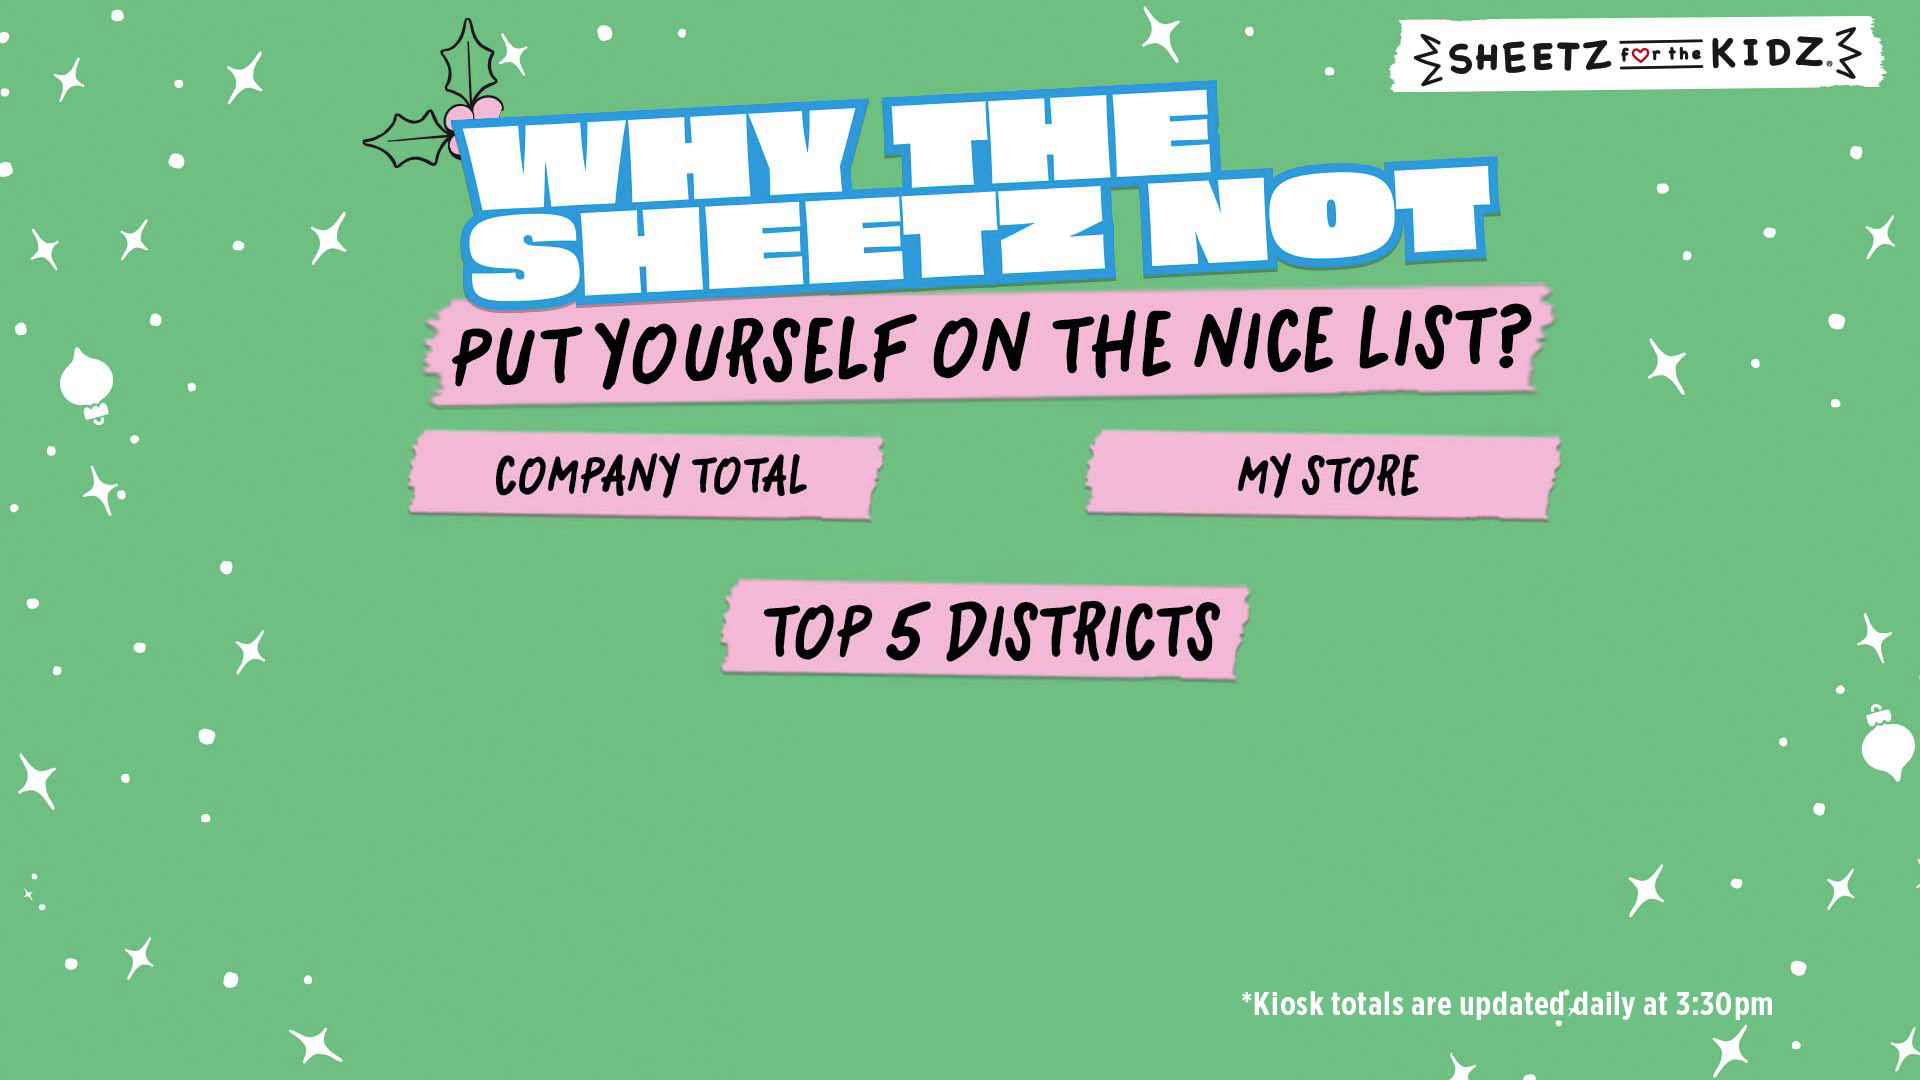 SHEETZ for the KIDZ®
WHY THE
SHEETZ NOT
PUT YOURSELF ON THE NICE LIST?
COMPANY TOTAL
MY STORE
TOP 5 DISTRICTS
*Kiosk totals are updated daily at 3:30pm